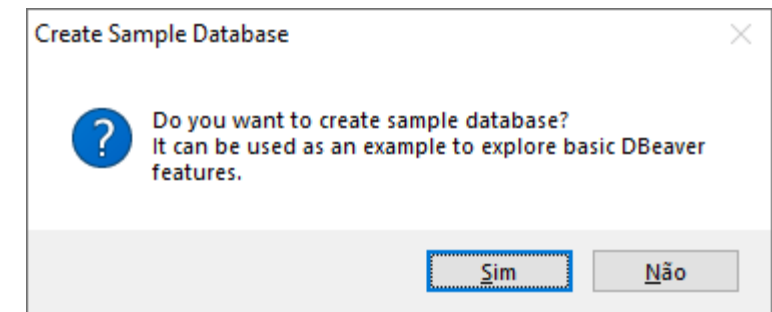 Create Sample Database
Do you want to create sample database?
It can be used as an example to explore basic DBeaver
features.
Sim
Não